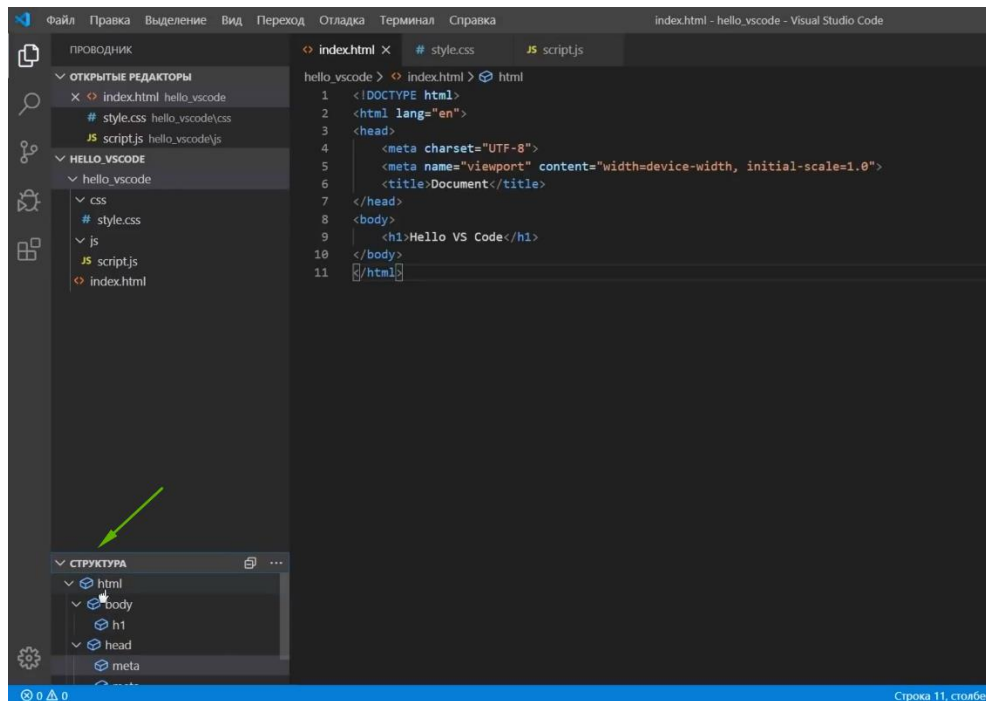 Файл Правка Выделение Вид Переход Отладка Терминал Справка index.html - hello_vscode - Visual Studio Code
ПРОВОДНИК
ОТКРЫТЫЕ РЕДАКТОРЫ
index.html hello_vscode
# style.css hello_vscode\css
JS script.js hello_vscode\js
HELLO_VSCODE
hello_vscode
css
# style.css
js
JS script.js
<> index.html
СТРУКТУРА
html
body
h1
head
meta
<> index.html × # style.css JS script.js
hello_vscode > <> index.html > html
1 <!DOCTYPE html>
2 <html lang="en">
3 <head>
4 <meta charset="UTF-8">
5 <meta name="viewport" content="width=device-width, initial-scale=1.0">
6 <title>Document</title>
7 </head>
8 <body>
9 <h1>Hello VS Code</h1>
10 </body>
11 </html>
0 0 Строка 11, столбе